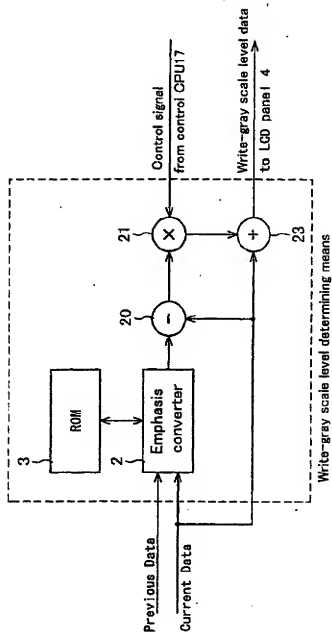 Previous Data
Current Data
3
ROM
2
Emphasis
converter
20
-
21
×
Control signal
from control CPU17
+
23
Write-gray scale level data
to LCD panel 4
Write-gray scale level determining means